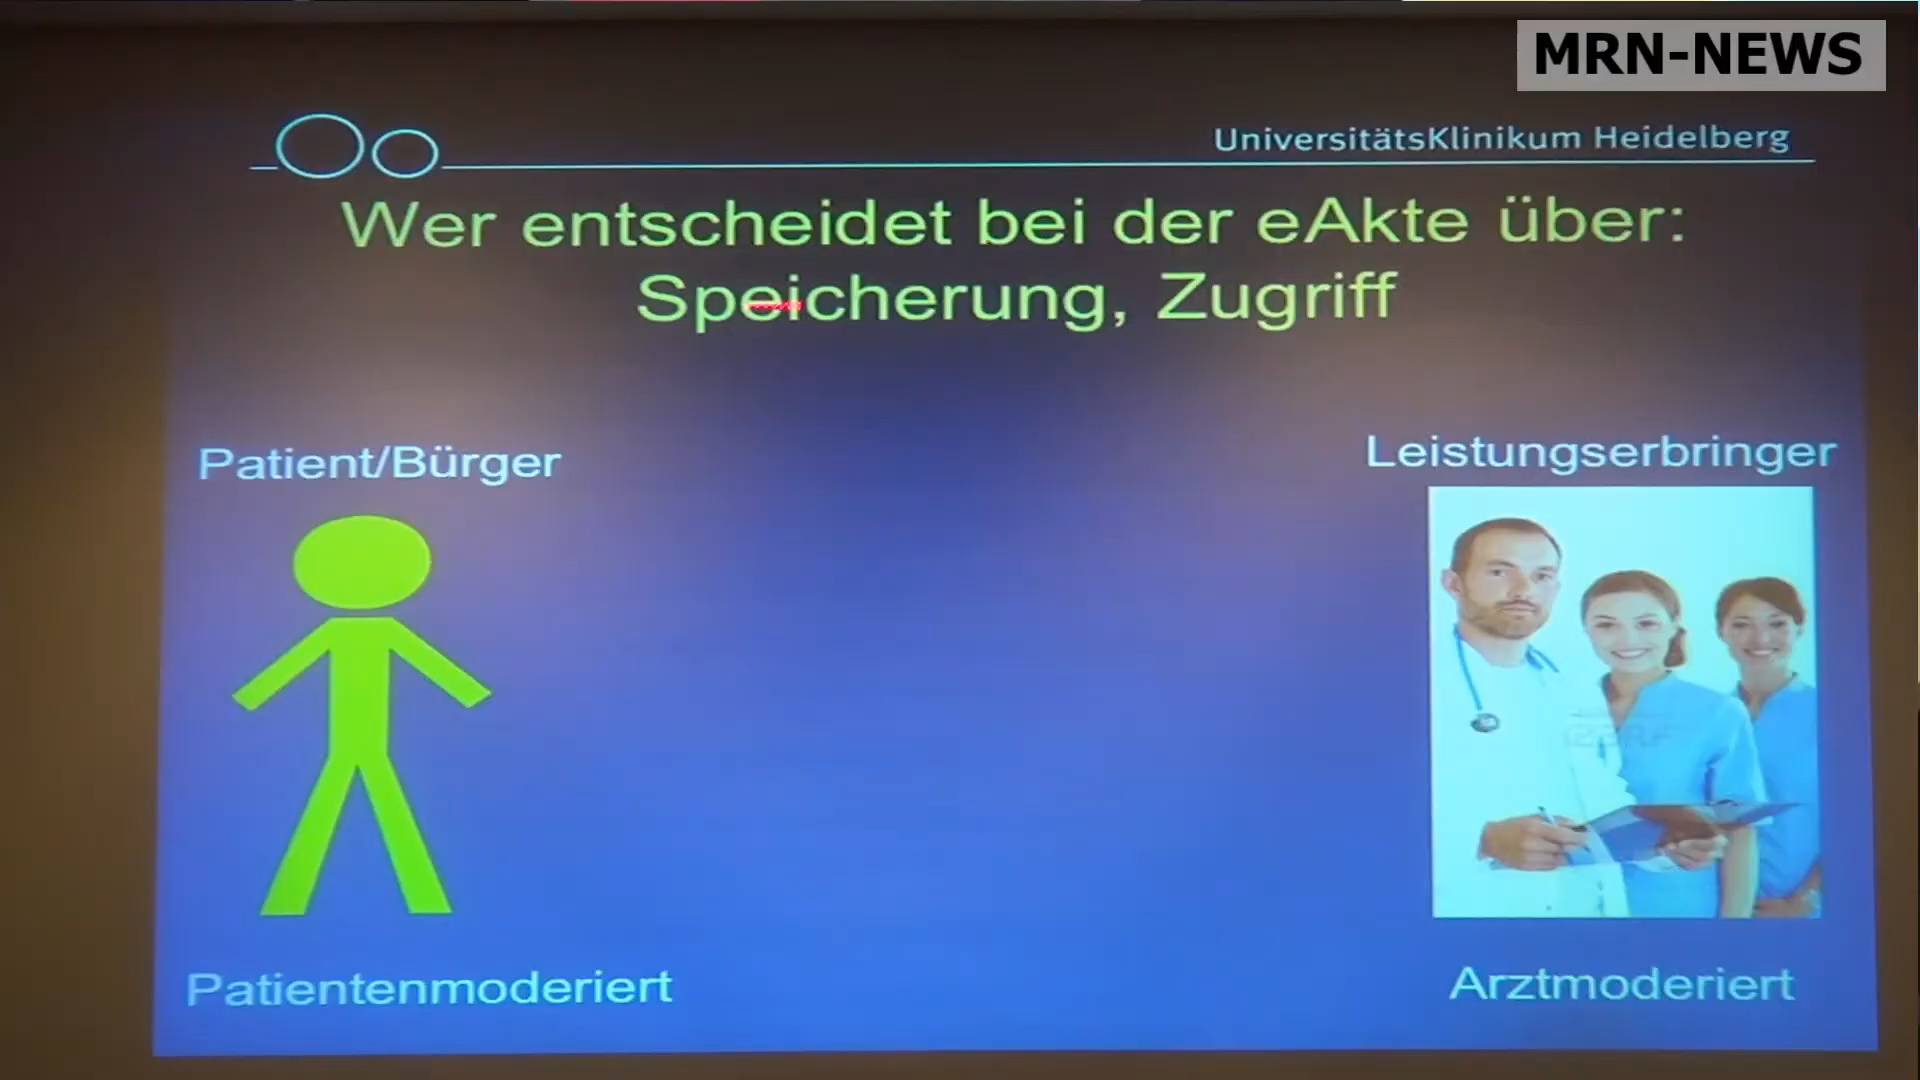 MRN-NEWS
UniversitätsKlinikum Heidelberg
Wer entscheidet bei der eAkte über:
Speicherung, Zugriff
Patient/Bürger
Leistungserbringer
Patientenmoderiert
Arztmoderiert